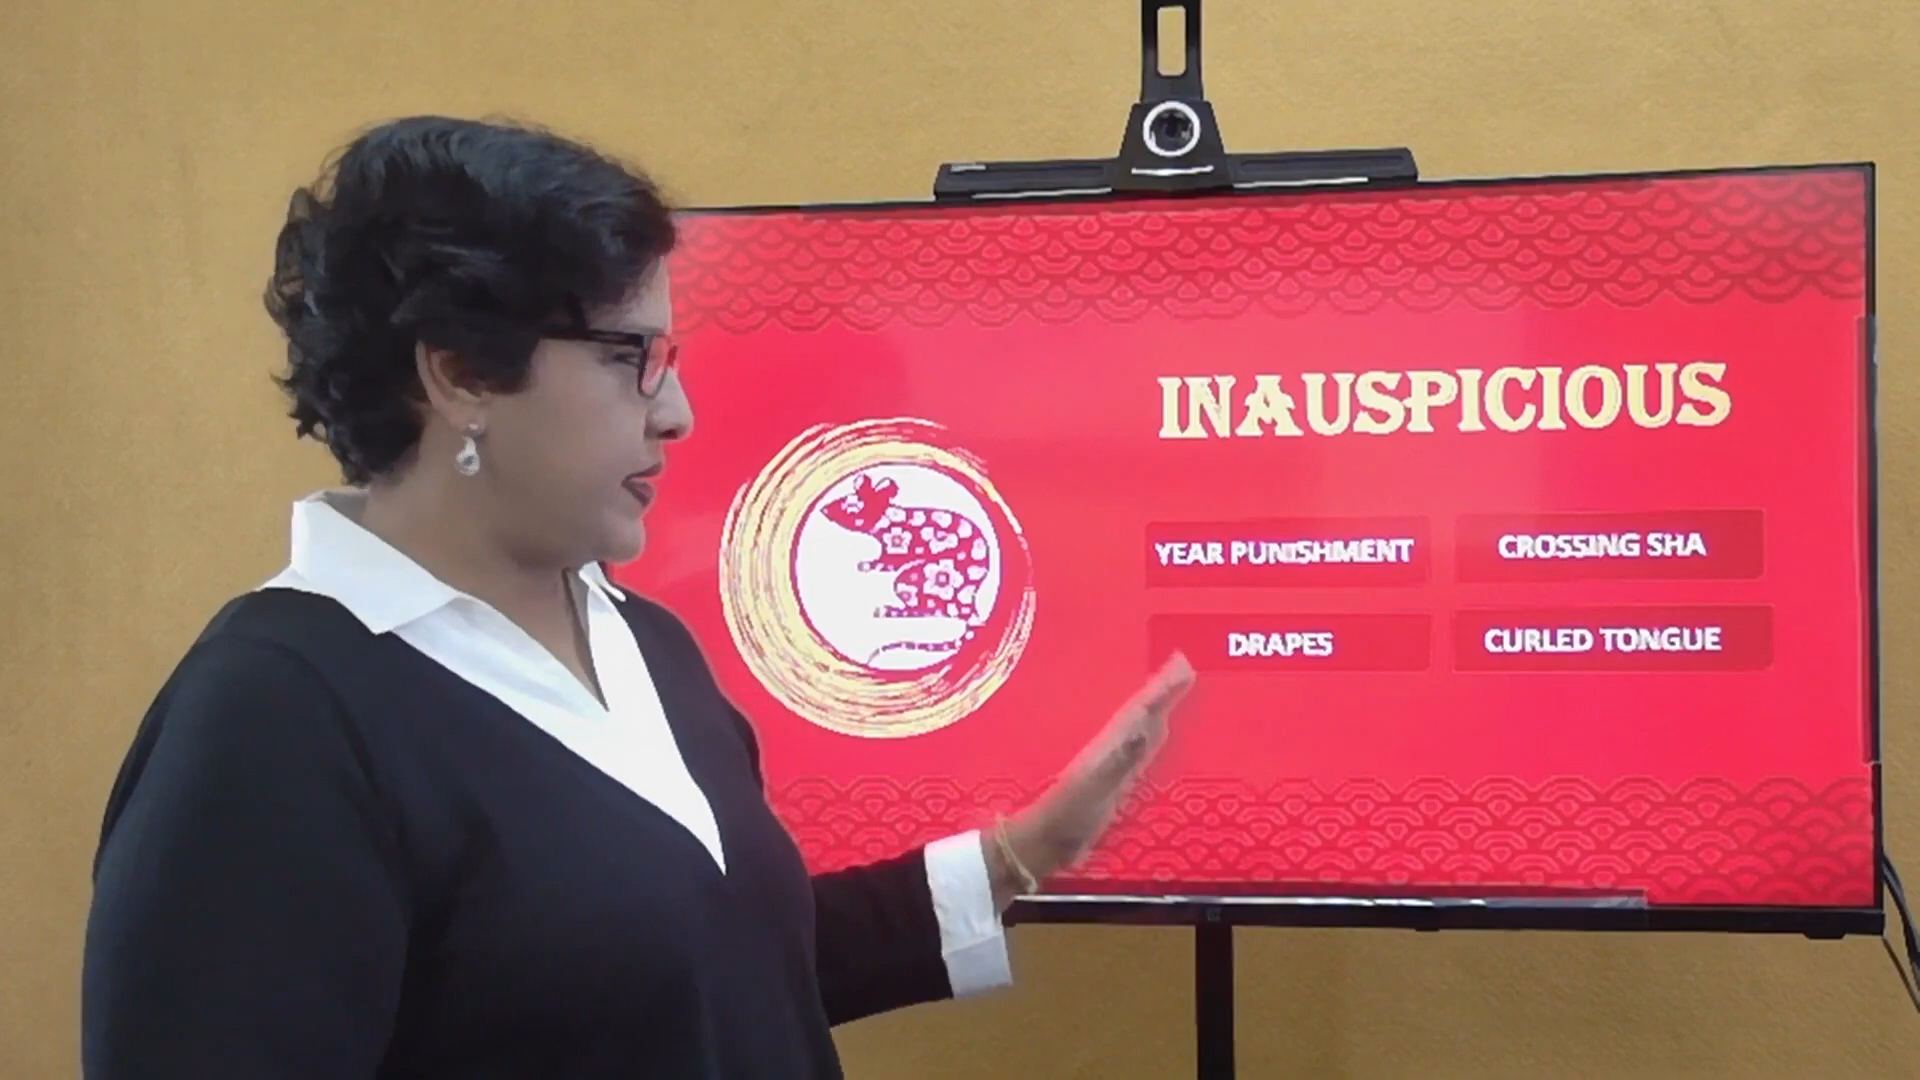 INAUSPICIOUS
YEAR PUNISHMENT
CROSSING SHA
DRAPES
CURLED TONGUE